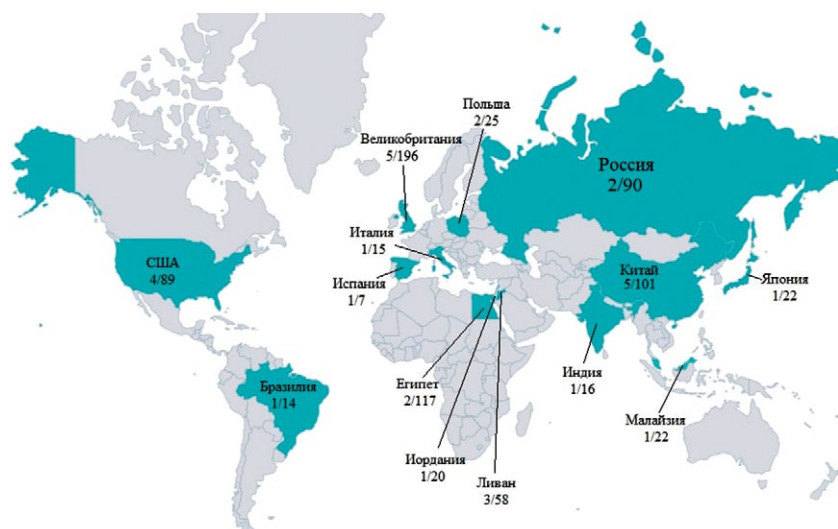 Польша
2/25
Великобритания
5/196
Россия
2/90
Италия
1/15
США
4/89
Испания
1/7
Китай
5/101
Япония
1/22
Индия
1/16
Египет
2/117
Бразилия
1/14
Малайзия
1/22
Иордания
1/20
Ливан
3/58